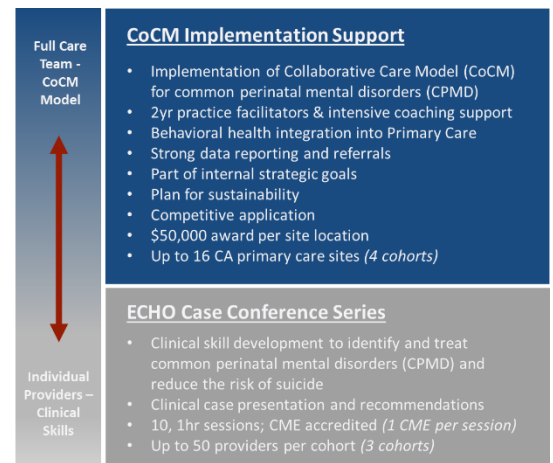 Full Care
Team -
CoCM
Model
CoCM Implementation Support
• Implementation of Collaborative Care Model (CoCM)
for common perinatal mental disorders (CPMD)
• 2yr practice facilitators & intensive coaching support
• Behavioral health integration into Primary Care
• Strong data reporting and referrals
• Part of internal strategic goals
• Plan for sustainability
• Competitive application
• $50,000 award per site location
• Up to 16 CA primary care sites (4 cohorts)
Individual
Providers –
Clinical
Skills
ECHO Case Conference Series
• Clinical skill development to identify and treat
common perinatal mental disorders (CPMD) and
reduce the risk of suicide
• Clinical case presentation and recommendations
• 10, 1hr sessions; CME accredited (1 CME per session)
• Up to 50 providers per cohort (3 cohorts)